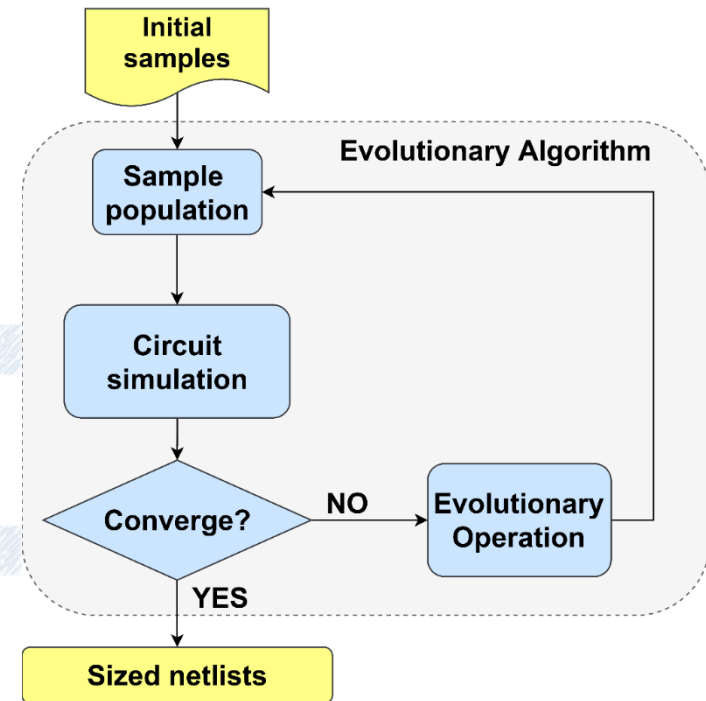 Initial
samples
Evolutionary Algorithm
Sample
population
Circuit
simulation
Converge?
NO
Evolutionary
Operation
YES
Sized netlists